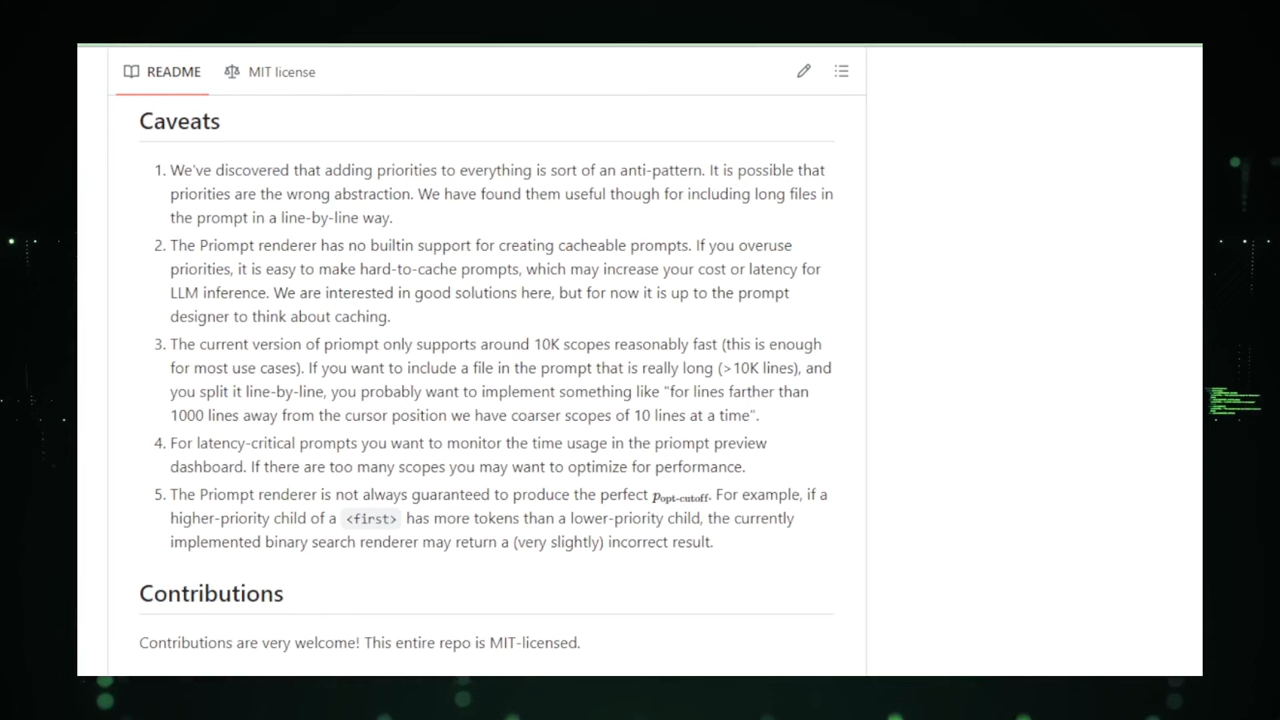 README
MIT license
Caveats
1. We've discovered that adding priorities to everything is sort of an anti-pattern. It is possible that
priorities are the wrong abstraction. We have found them useful though for including long files in
the prompt in a line-by-line way.
2. The Priompt renderer has no builtin support for creating cacheable prompts. If you overuse
priorities, it is easy to make hard-to-cache prompts, which may increase your cost or latency for
LLM inference. We are interested in good solutions here, but for now it is up to the prompt
designer to think about caching.
3. The current version of priompt only supports around 10K scopes reasonably fast (this is enough
for most use cases). If you want to include a file in the prompt that is really long (>10K lines), and
you split it line-by-line, you probably want to implement something like "for lines farther than
1000 lines away from the cursor position we have coarser scopes of 10 lines at a time".
4. For latency-critical prompts you want to monitor the time usage in the priompt preview
dashboard. If there are too many scopes you may want to optimize for performance.
5. The Priompt renderer is not always guaranteed to produce the perfect p_opt-cutoff. For example, if a
higher-priority child of a <first> has more tokens than a lower-priority child, the currently
implemented binary search renderer may return a (very slightly) incorrect result.
Contributions
Contributions are very welcome! This entire repo is MIT-licensed.